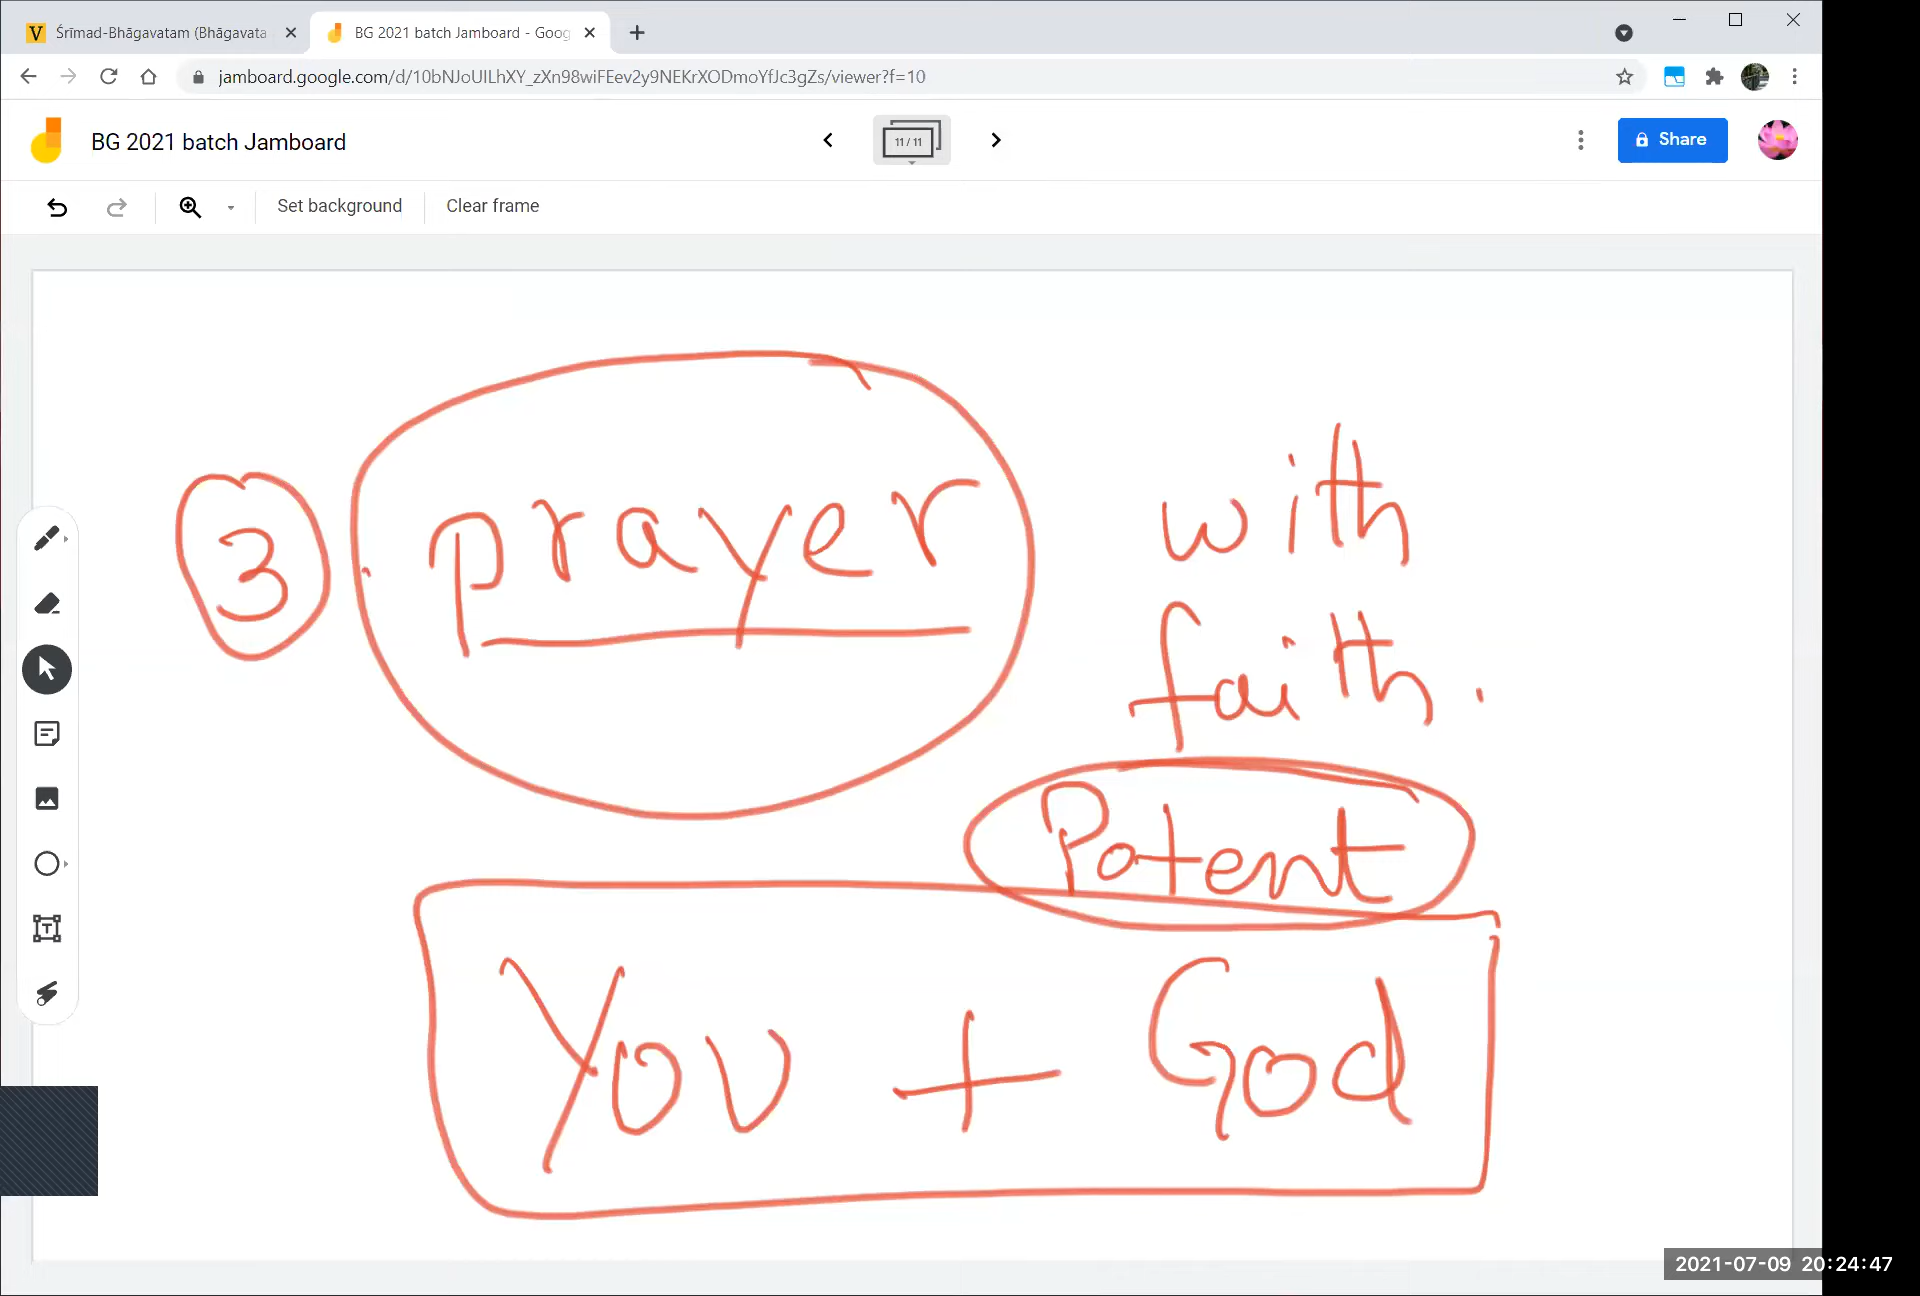 Śrīmad-Bhāgavatam (Bhāgavata
BG 2021 batch Jamboard - Goog
jamboard.google.com/d/10bNJoUILhXY_zXn98wiFEev2y9NEKrXODmoYfJc3gZs/viewer?f=10
BG 2021 batch Jamboard
11 / 11
Share
Set background
Clear frame
3 prayer with
faith.
Potent
You + God
2021-07-09 20:24:47